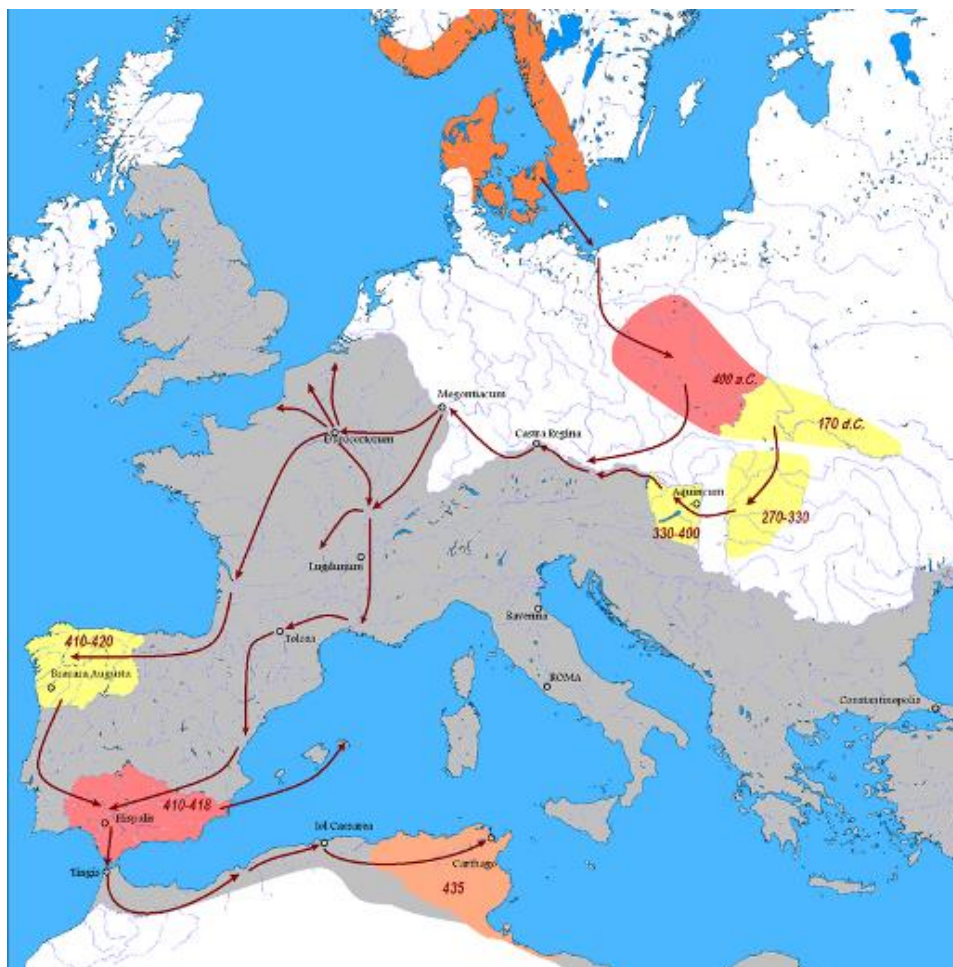 400 a.C.
Mogontiacum
170 d.C.
Castra Regina
Aquincum
270-330
330-400
Lugdunum
Ravenna
Tolosa
410-420
Bracara Augusta
ROMA
Constantinopolis
410-418
Hispalis
Iol Caesarea
Carthago
Tingis
435